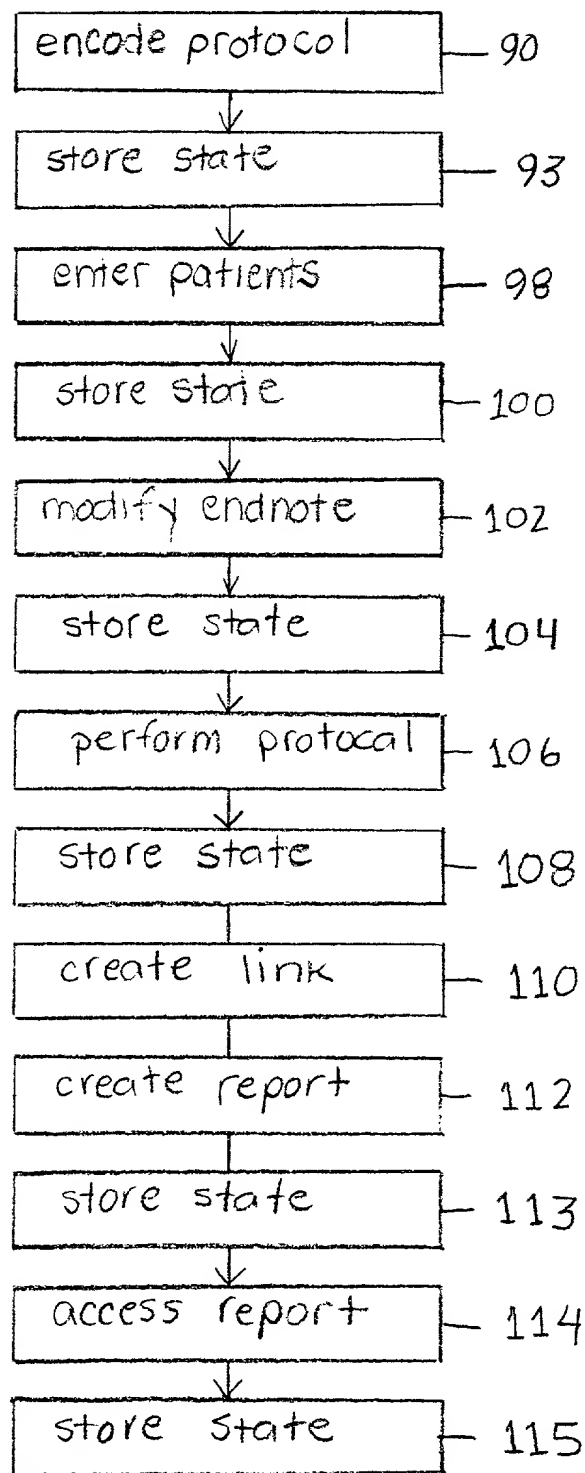 encode protocol 90
store state 93
enter patients 98
store state 100
modify endnote 102
store state 104
perform protocal 106
store state 108
create link 110
create report 112
store state 113
access report 114
store state 115